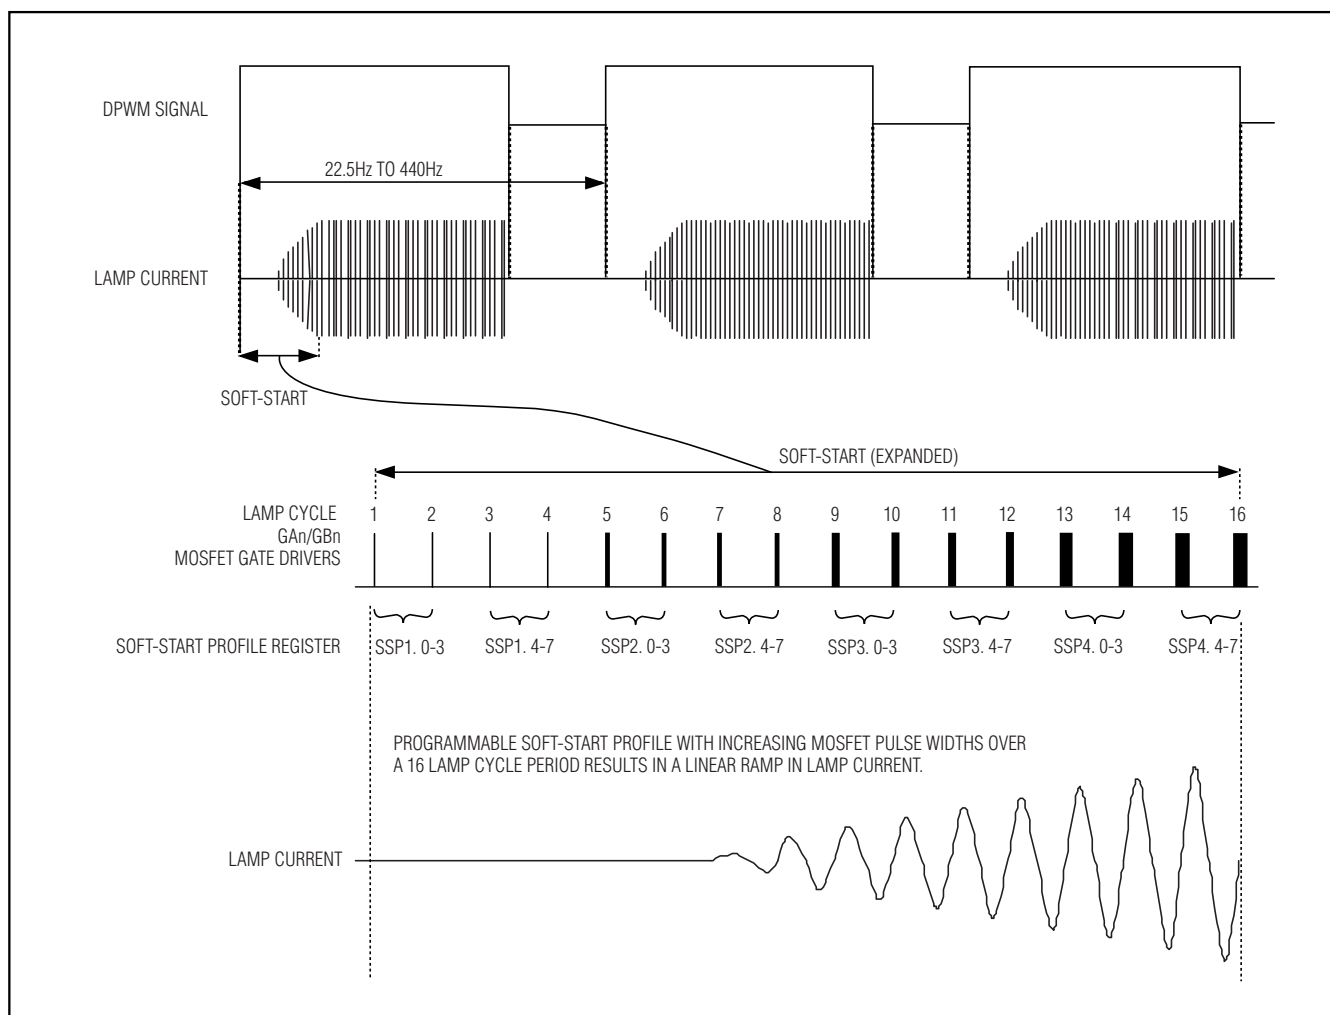 DPWM SIGNAL
22.5Hz TO 440Hz
LAMP CURRENT
SOFT-START
SOFT-START (EXPANDED)
LAMP CYCLE 1 2 3 4 5 6 7 8 9 10 11 12 13 14 15 16
GAn/GBn
MOSFET GATE DRIVERS
SOFT-START PROFILE REGISTER SSP1. 0-3 SSP1. 4-7 SSP2. 0-3 SSP2. 4-7 SSP3. 0-3 SSP3. 4-7 SSP4. 0-3 SSP4. 4-7
PROGRAMMABLE SOFT-START PROFILE WITH INCREASING MOSFET PULSE WIDTHS OVER
A 16 LAMP CYCLE PERIOD RESULTS IN A LINEAR RAMP IN LAMP CURRENT.
LAMP CURRENT